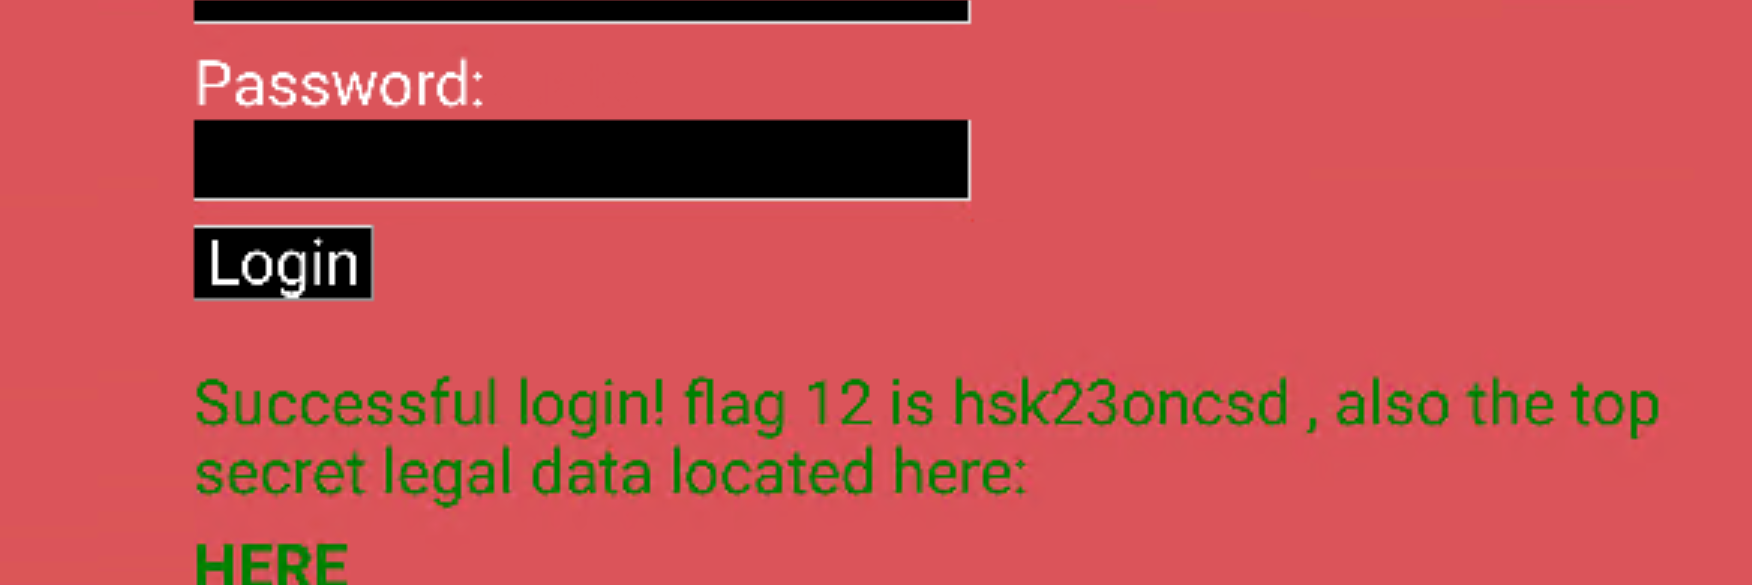 Password:
Login
Successful login! flag 12 is hsk23oncsd , also the top
secret legal data located here:
HERE